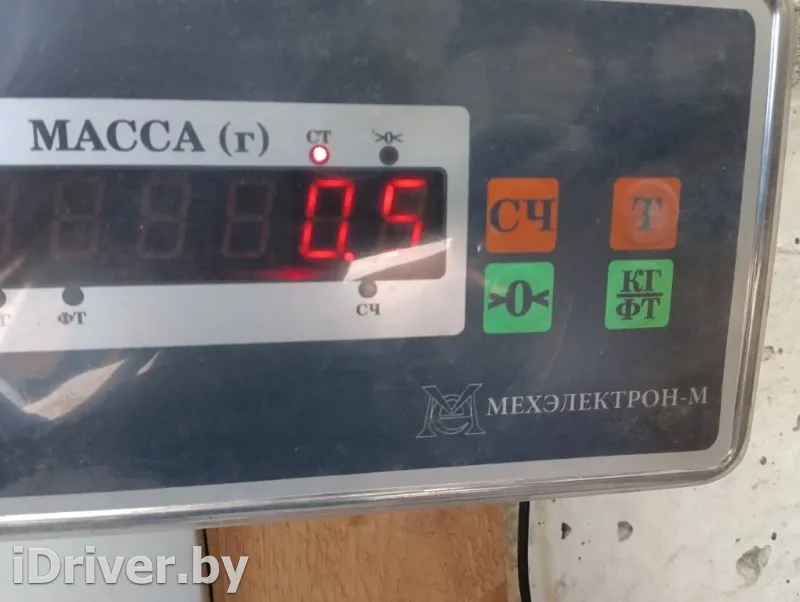 МАССА (г)
СТ >0<
0.5
СЧ Т
>0< КГ
ФТ
ФТ СЧ
МЕХЭЛЕКТРОН-М
iDriver.by